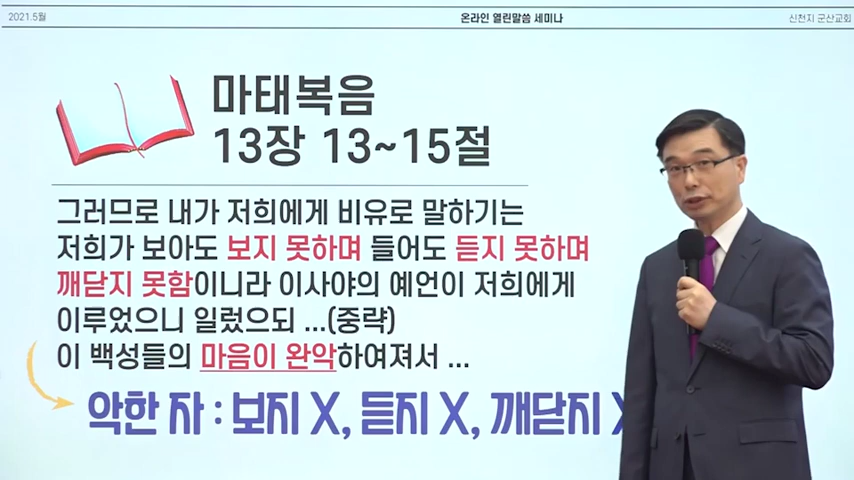 2021.5월
온라인 열린말씀 세미나
신천지 군산교회
마태복음
13장 13~15절
그러므로 내가 저희에게 비유로 말하기는
저희가 보아도 보지 못하며 들어도 듣지 못하며
깨닫지 못함이니라 이사야의 예언이 저희에게
이루었으니 일렀으되 ...(중략)
이 백성들의 마음이 완악하여져서 ...
악한 자 : 보지 X, 듣지 X, 깨닫지 X